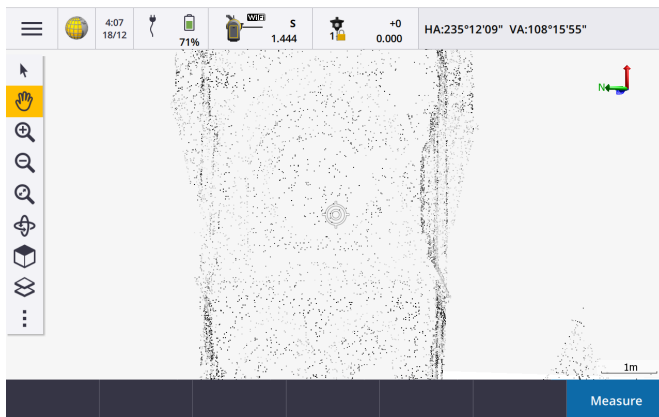 4:07
18/12
71%
WiFi
S
1.444
1
+0
0.000
HA:235°12'09" VA:108°15'55"
N
1m
Measure